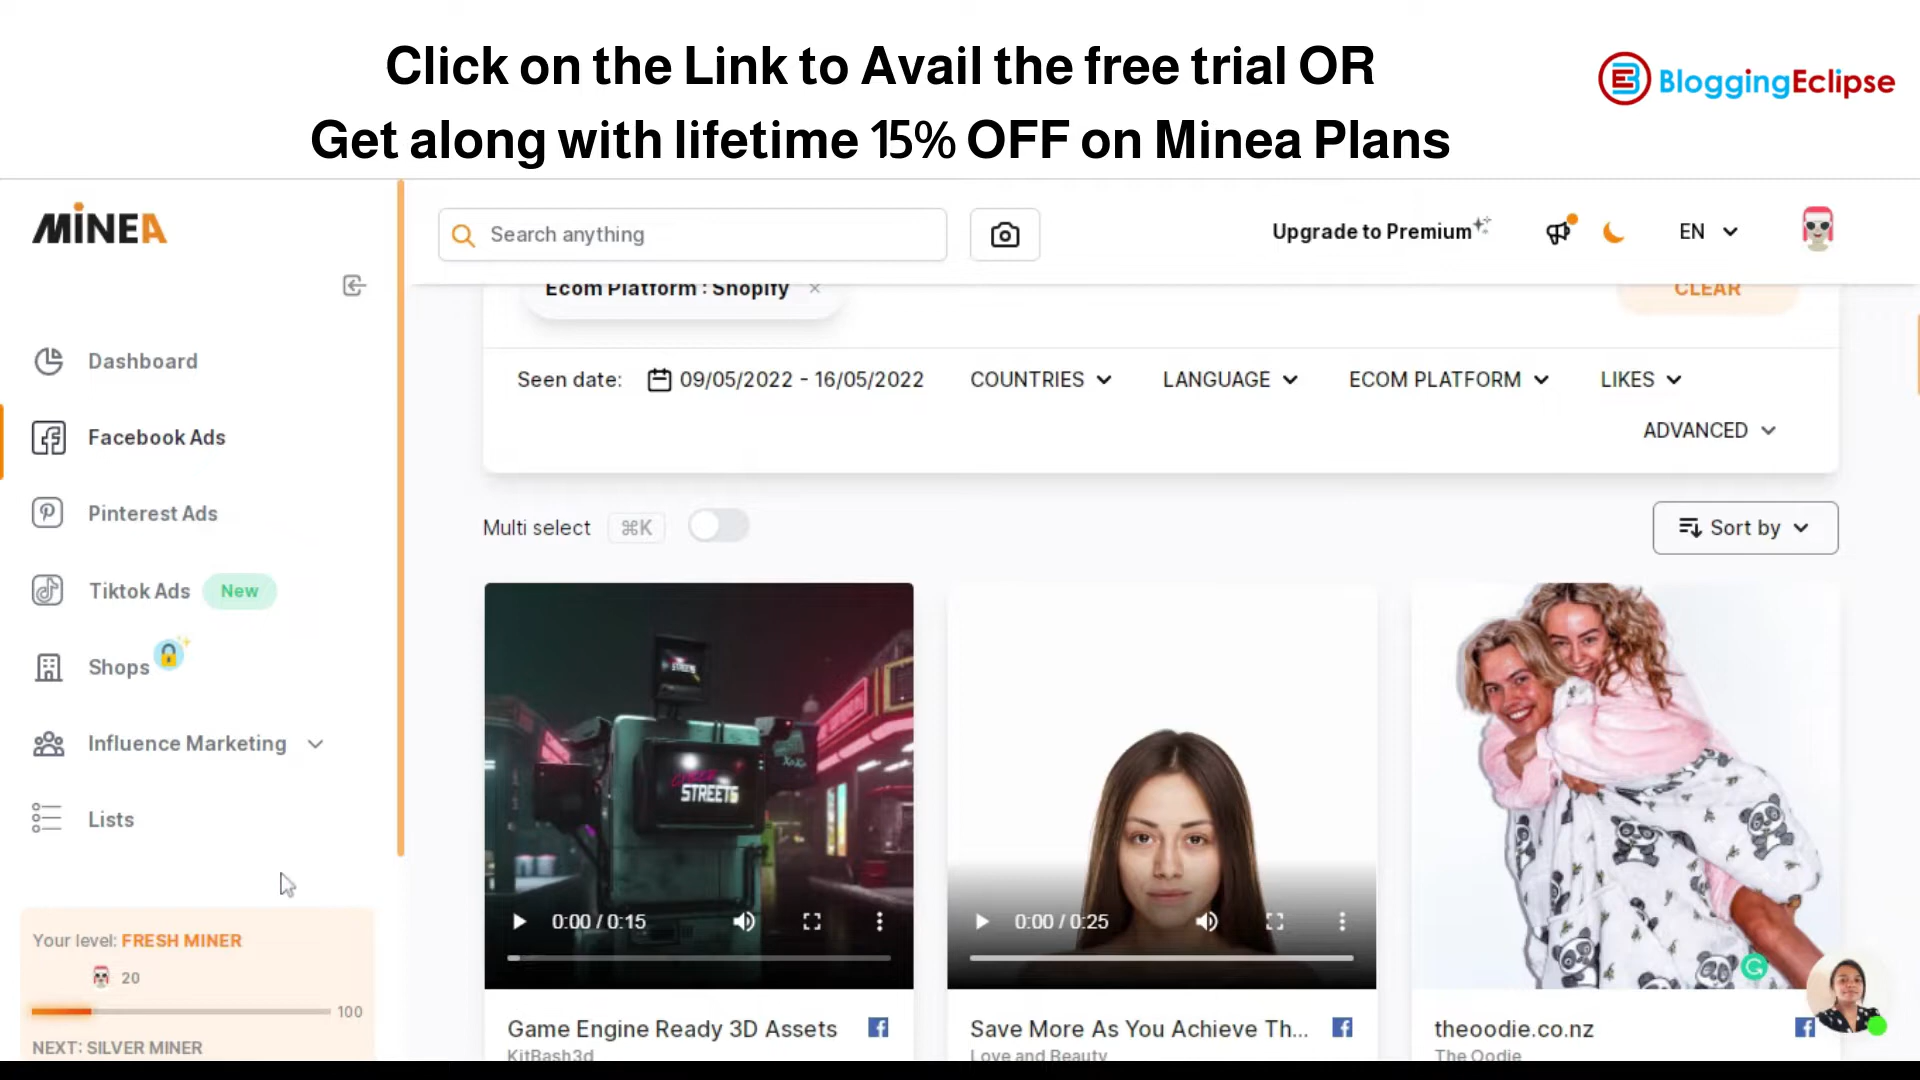 Click on the Link to Avail the free trial OR
Get along with lifetime 15% OFF on Minea Plans
BloggingEclipse
MINEA
Search anything
Upgrade to Premium
EN
Ecom Platform : Shopify ×
CLEAR
Dashboard
Seen date: 09/05/2022 - 16/05/2022 COUNTRIES LANGUAGE ECOM PLATFORM LIKES
ADVANCED
Facebook Ads
Pinterest Ads
Multi select ⌘K
Sort by
Tiktok Ads New
Shops
Influence Marketing
Lists
STREETS
STREETS
0:00 / 0:15
0:00 / 0:25
Your level: FRESH MINER
20
100
NEXT: SILVER MINER
Game Engine Ready 3D Assets
KitBash3d
Save More As You Achieve Th...
Love and Beauty
theoodie.co.nz
The Oodie